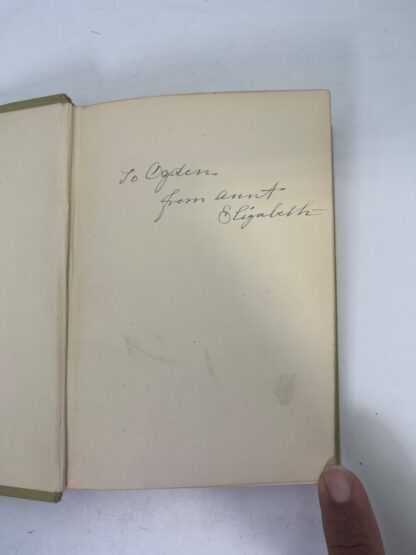 To Ogden
from Aunt
Elizabeth